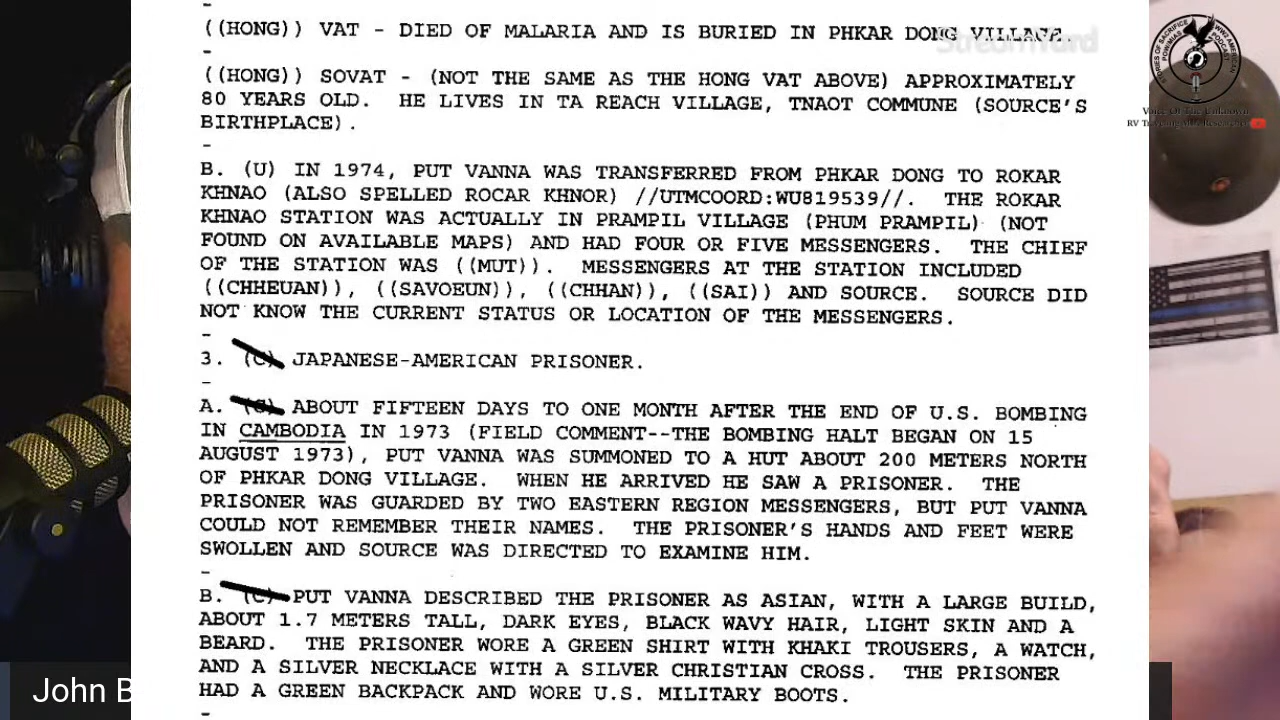 -
((HONG)) VAT - DIED OF MALARIA AND IS BURIED IN PHKAR DONG VILLAGE.
StreamYard
-
((HONG)) SOVAT - (NOT THE SAME AS THE HONG VAT ABOVE) APPROXIMATELY
80 YEARS OLD.  HE LIVES IN TA REACH VILLAGE, TNAOT COMMUNE (SOURCE'S
BIRTHPLACE).
-
B. (U) IN 1974, PUT VANNA WAS TRANSFERRED FROM PHKAR DONG TO ROKAR
KHNAO (ALSO SPELLED ROCAR KHNOR) //UTMCOORD:WU819539//.  THE ROKAR
KHNAO STATION WAS ACTUALLY IN PRAMPIL VILLAGE (PHUM PRAMPIL) (NOT
FOUND ON AVAILABLE MAPS) AND HAD FOUR OR FIVE MESSENGERS.  THE CHIEF
OF THE STATION WAS ((MUT)).  MESSENGERS AT THE STATION INCLUDED
((CHHEUAN)), ((SAVOEUN)), ((CHHAN)), ((SAI)) AND SOURCE.  SOURCE DID
NOT KNOW THE CURRENT STATUS OR LOCATION OF THE MESSENGERS.
-
3. (C) JAPANESE-AMERICAN PRISONER.
-
A. (C) ABOUT FIFTEEN DAYS TO ONE MONTH AFTER THE END OF U.S. BOMBING
IN CAMBODIA IN 1973 (FIELD COMMENT--THE BOMBING HALT BEGAN ON 15
AUGUST 1973), PUT VANNA WAS SUMMONED TO A HUT ABOUT 200 METERS NORTH
OF PHKAR DONG VILLAGE.  WHEN HE ARRIVED HE SAW A PRISONER.  THE
PRISONER WAS GUARDED BY TWO EASTERN REGION MESSENGERS, BUT PUT VANNA
COULD NOT REMEMBER THEIR NAMES.  THE PRISONER'S HANDS AND FEET WERE
SWOLLEN AND SOURCE WAS DIRECTED TO EXAMINE HIM.
-
B. (C) PUT VANNA DESCRIBED THE PRISONER AS ASIAN, WITH A LARGE BUILD,
ABOUT 1.7 METERS TALL, DARK EYES, BLACK WAVY HAIR, LIGHT SKIN AND A
BEARD.  THE PRISONER WORE A GREEN SHIRT WITH KHAKI TROUSERS, A WATCH,
AND A SILVER NECKLACE WITH A SILVER CHRISTIAN CROSS.  THE PRISONER
HAD A GREEN BACKPACK AND WORE U.S. MILITARY BOOTS.
-
STORIES OF SACRIFICE
PODCAST
Voice Of The Unknown
RV Traveling
John B